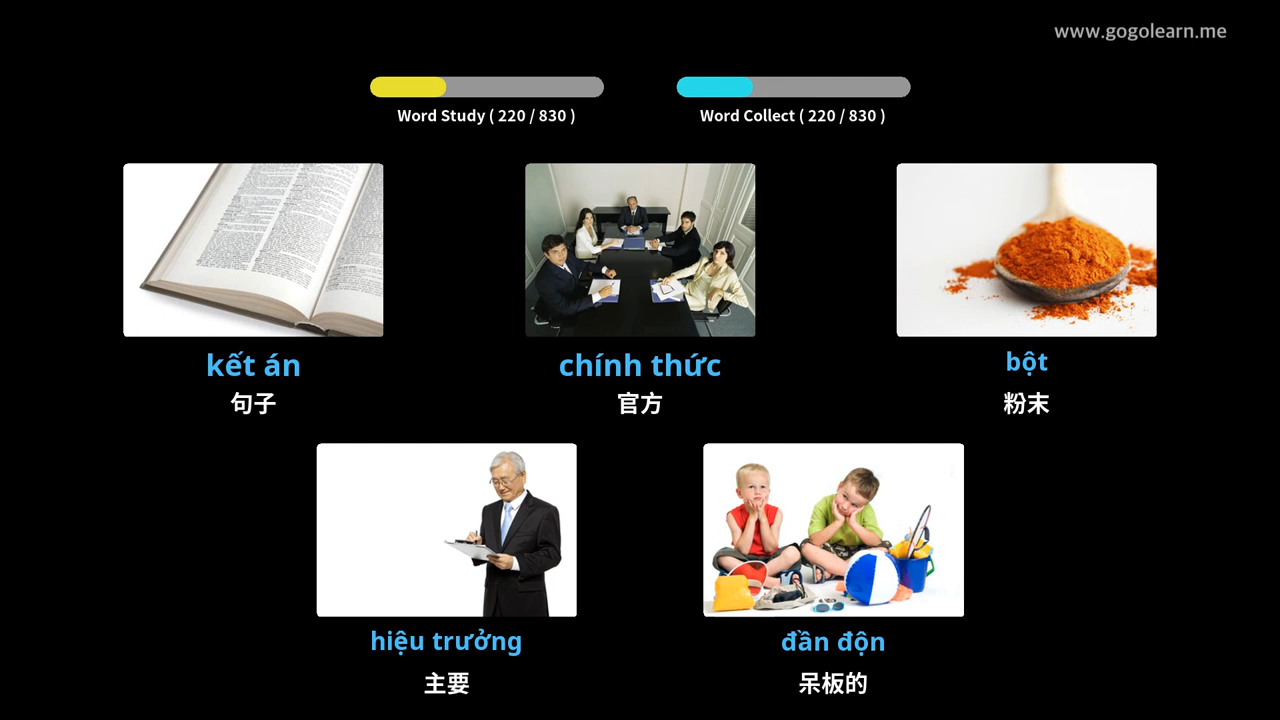 www.gogolearn.me
Word Study ( 220 / 830 )
Word Collect ( 220 / 830 )
kết án
句子
chính thức
官方
bột
粉末
hiệu trưởng
主要
đần độn
呆板的